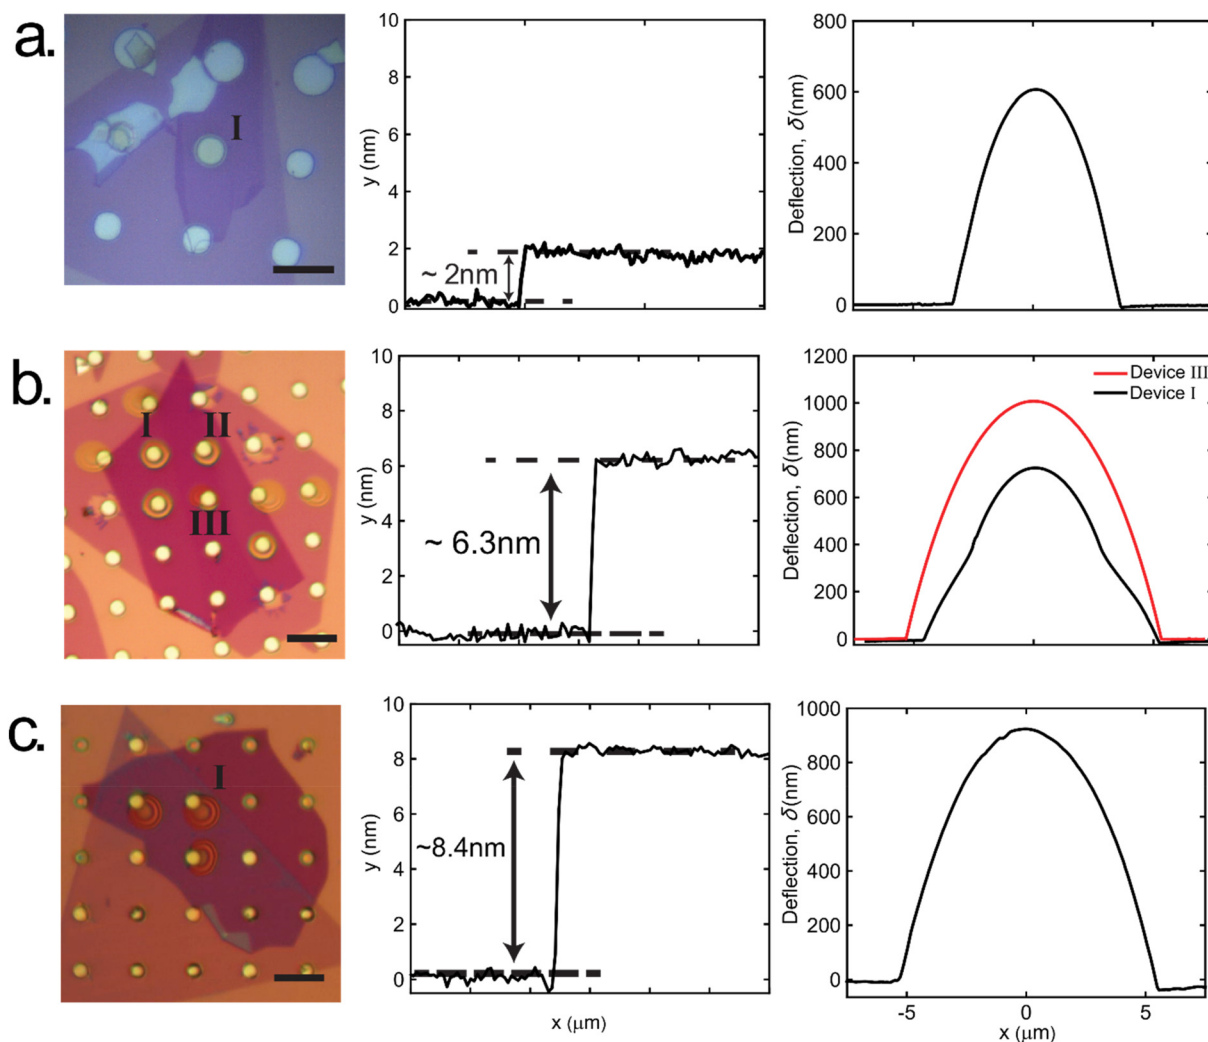 a.
I
10
8
6
4
2
0
y (nm)
~ 2nm
800
600
400
200
0
Deflection, δ(nm)
b.
I
II
III
10
8
6
4
2
0
y (nm)
~ 6.3nm
1200
1000
800
600
400
200
0
Deflection, δ(nm)
Device III
Device I
c.
I
10
8
6
4
2
0
y (nm)
~8.4nm
x (μm)
1000
800
600
400
200
0
Deflection, δ(nm)
-5
0
5
x (μm)